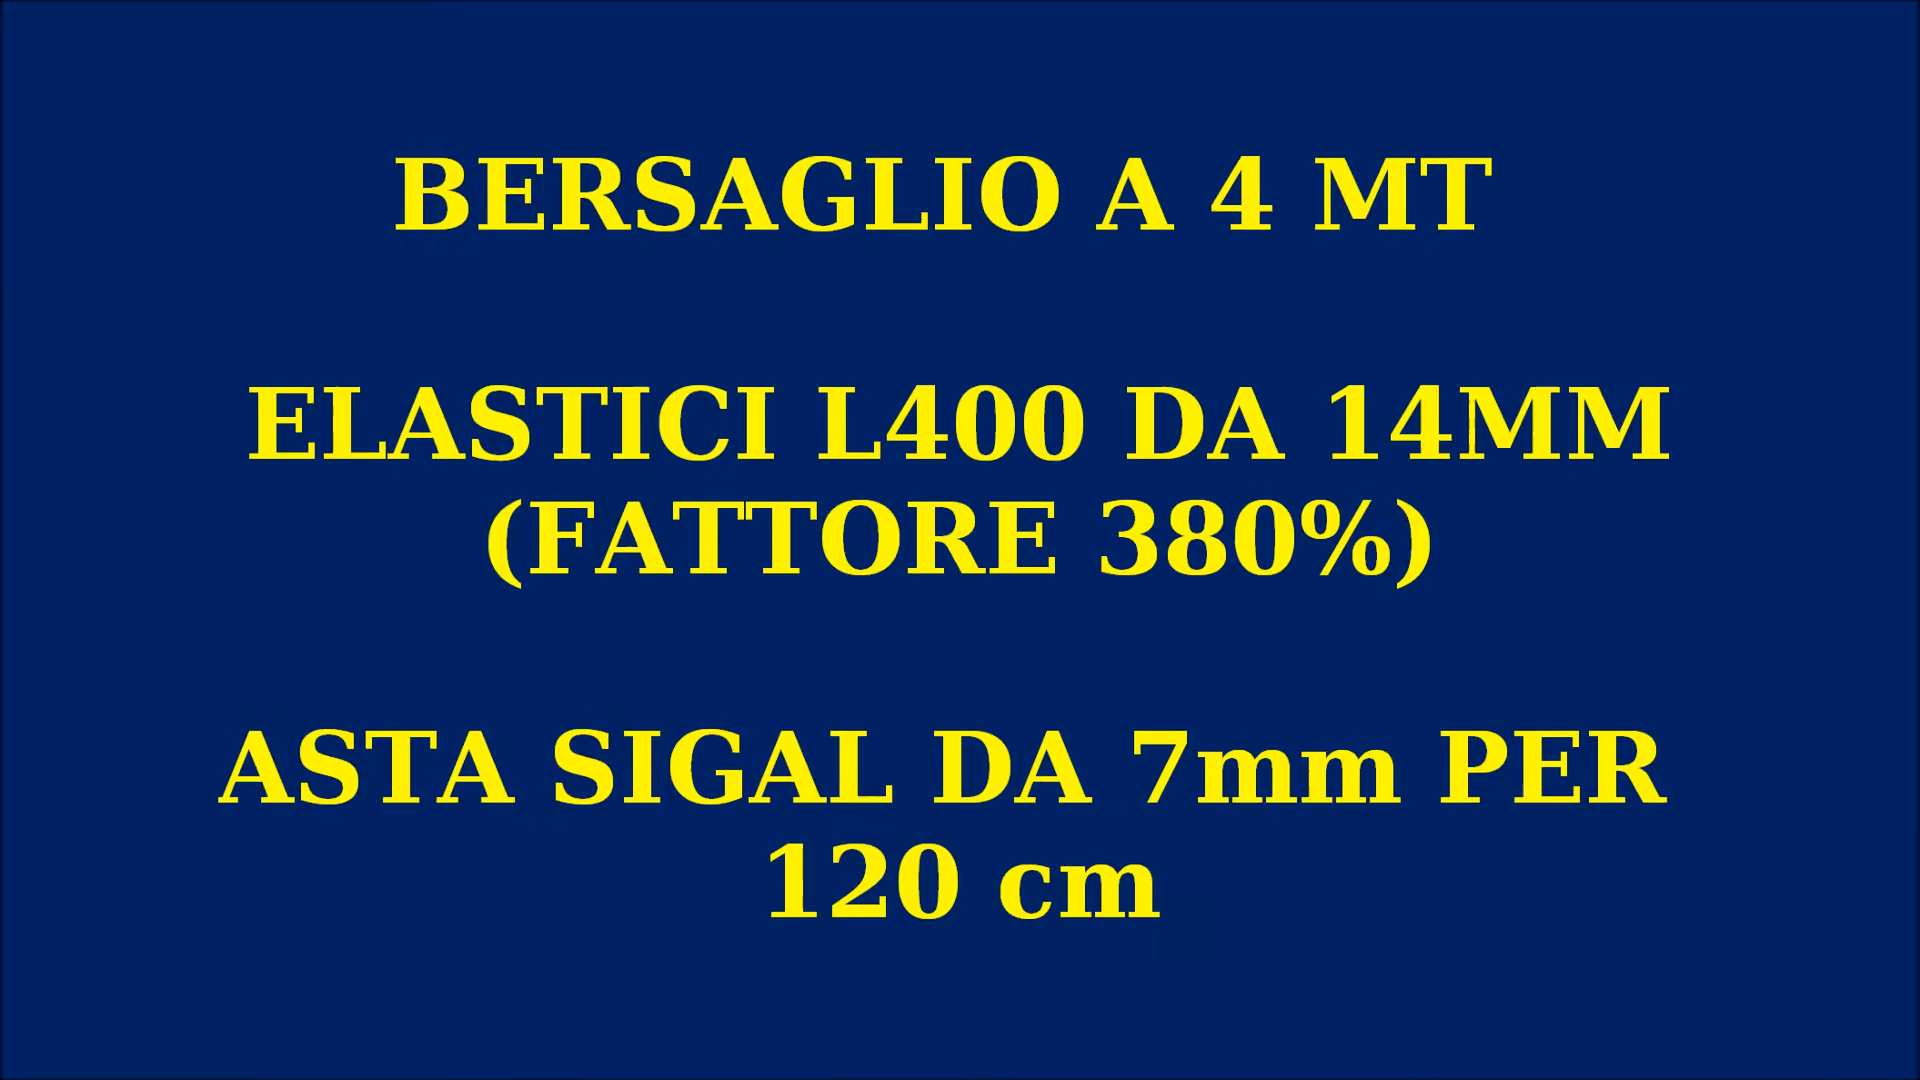 BERSAGLIO A 4 MT
ELASTICI L400 DA 14MM
(FATTORE 380%)
ASTA SIGAL DA 7mm PER
120 cm